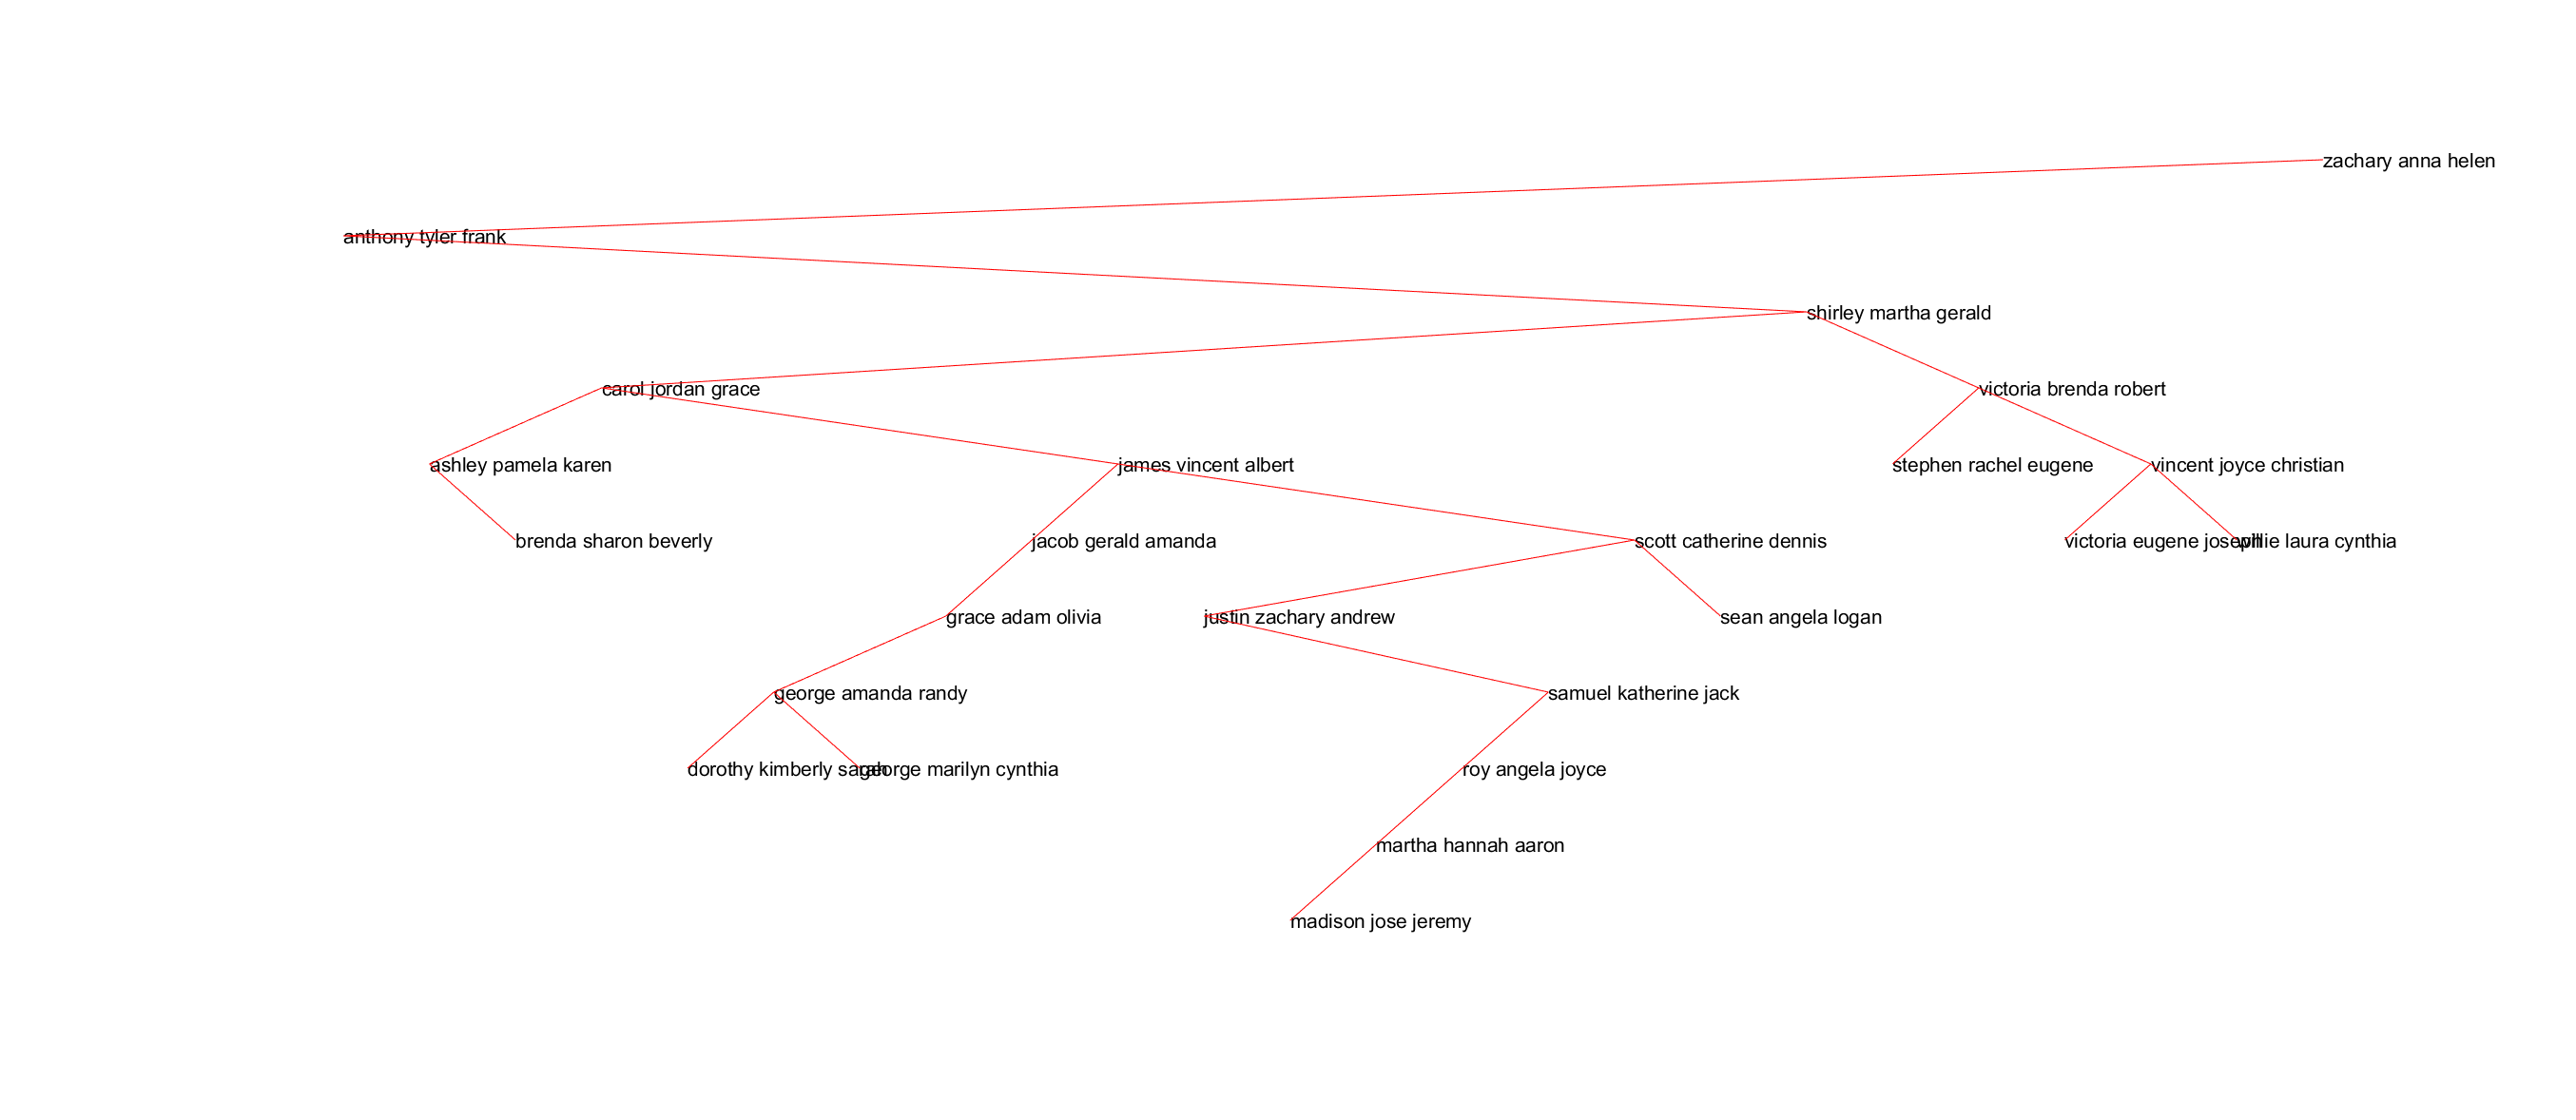 zachary anna helen
anthony tyler frank
shirley martha gerald
carol jordan grace
victoria brenda robert
ashley pamela karen
james vincent albert
stephen rachel eugene
vincent joyce christian
brenda sharon beverly
jacob gerald amanda
scott catherine dennis
victoria eugene joseph
willie laura cynthia
grace adam olivia
justin zachary andrew
sean angela logan
george amanda randy
samuel katherine jack
dorothy kimberly sarah
george marilyn cynthia
roy angela joyce
martha hannah aaron
madison jose jeremy